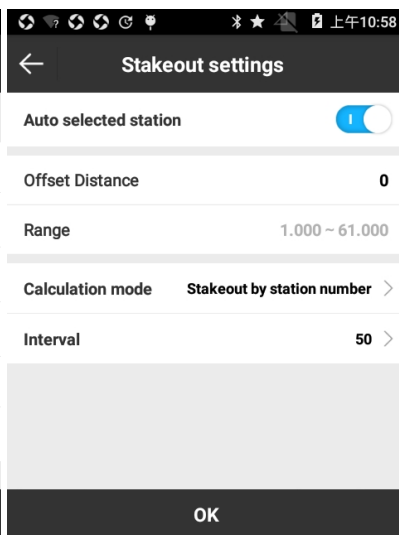 上午10:58
Stakeout settings
Auto selected station
Offset Distance 0
Range 1.000 ~ 61.000
Calculation mode Stakeout by station number
Interval 50
OK